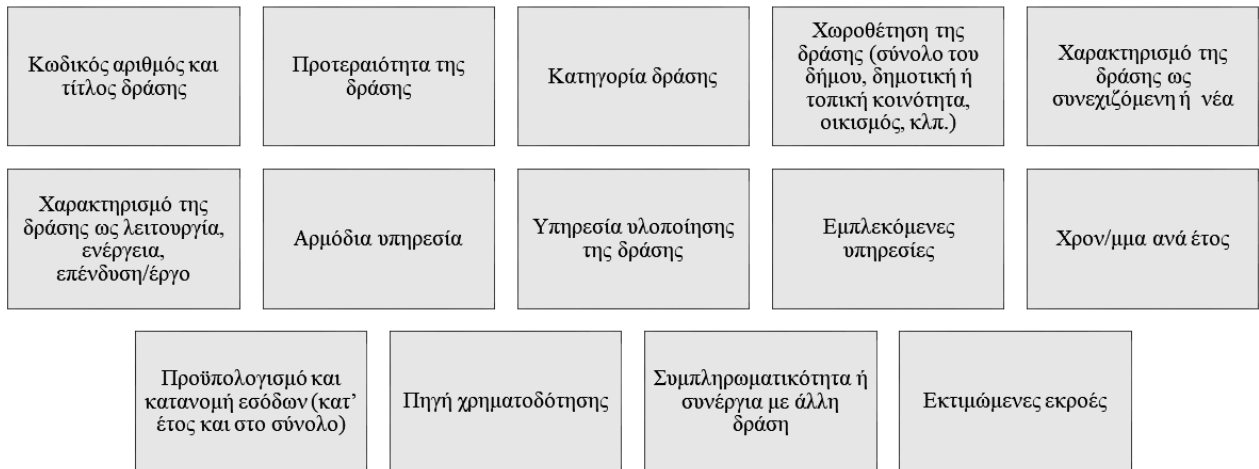 Κωδικός αριθμός και
τίτλος δράσης
Προτεραιότητα της
δράσης
Κατηγορία δράσης
Χωροθέτηση της
δράσης (σύνολο του
δήμου, δημοτική ή
τοπική κοινότητα,
οικισμός, κλπ.)
Χαρακτηρισμό της
δράσης ως
συνεχιζόμενη ή νέα
Χαρακτηρισμό της
δράσης ως λειτουργία,
ενέργεια,
επένδυση/έργο
Αρμόδια υπηρεσία
Υπηρεσία υλοποίησης
της δράσης
Εμπλεκόμενες
υπηρεσίες
Χρον/μμα ανά έτος
Προϋπολογισμό και
κατανομή εσόδων (κατ’
έτος και στο σύνολο)
Πηγή χρηματοδότησης
Συμπληρωματικότητα ή
συνέργια με άλλη
δράση
Εκτιμώμενες εκροές